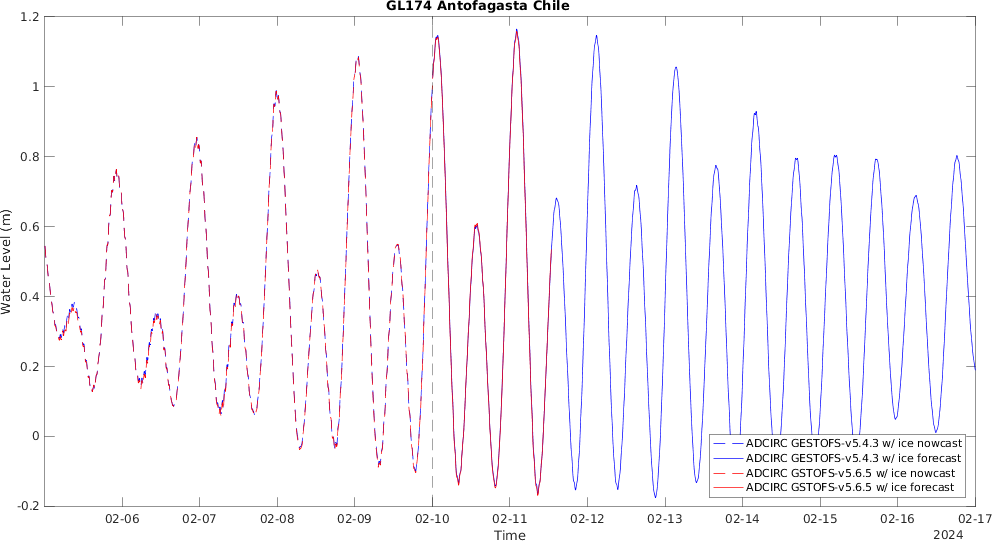 GL174 Antofagasta Chile
1.2
1
0.8
0.6
0.4
0.2
0
-0.2
Water Level (m)
02-06 02-07 02-08 02-09 02-10 02-11 02-12 02-13 02-14 02-15 02-16 02-17
Time
2024
ADCIRC GESTOFS-v5.4.3 w/ ice nowcast
ADCIRC GESTOFS-v5.4.3 w/ ice forecast
ADCIRC GSTOFS-v5.6.5 w/ ice nowcast
ADCIRC GSTOFS-v5.6.5 w/ ice forecast